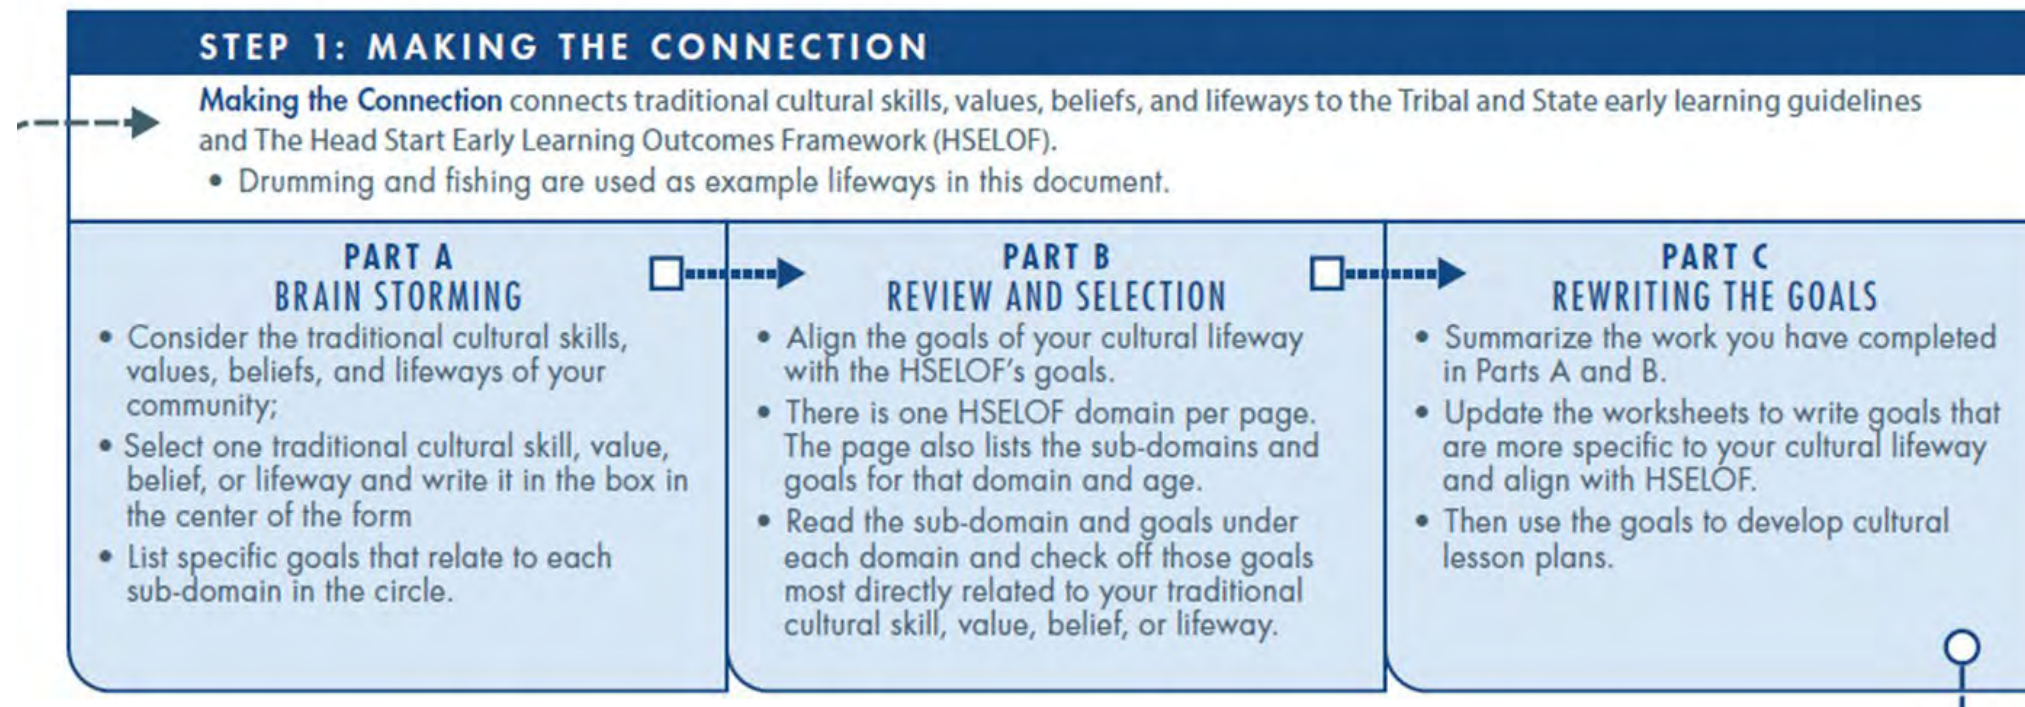 STEP 1: MAKING THE CONNECTION
Making the Connection connects traditional cultural skills, values, beliefs, and lifeways to the Tribal and State early learning guidelines
and The Head Start Early Learning Outcomes Framework (HSELOF).
• Drumming and fishing are used as example lifeways in this document.
PART A
BRAIN STORMING
• Consider the traditional cultural skills,
values, beliefs, and lifeways of your
community;
• Select one traditional cultural skill, value,
belief, or lifeway and write it in the box in
the center of the form
• List specific goals that relate to each
sub-domain in the circle.
PART B
REVIEW AND SELECTION
• Align the goals of your cultural lifeway
with the HSELOF's goals.
• There is one HSELOF domain per page.
The page also lists the sub-domains and
goals for that domain and age.
• Read the sub-domain and goals under
each domain and check off those goals
most directly related to your traditional
cultural skill, value, belief, or lifeway.
PART C
REWRITING THE GOALS
• Summarize the work you have completed
in Parts A and B.
• Update the worksheets to write goals that
are more specific to your cultural lifeway
and align with HSELOF.
• Then use the goals to develop cultural
lesson plans.